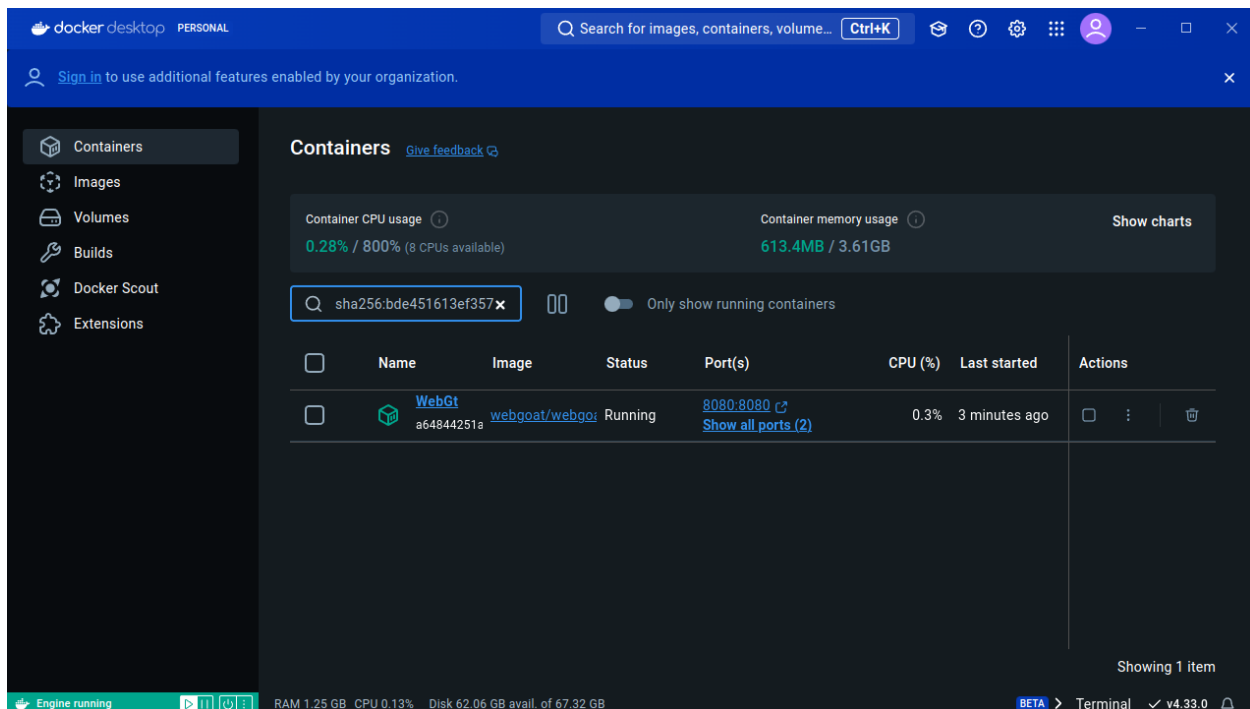 docker desktop PERSONAL
Search for images, containers, volume... Ctrl+K
Sign in to use additional features enabled by your organization.
Containers
Images
Volumes
Builds
Docker Scout
Extensions
Containers Give feedback
Container CPU usage
0.28% / 800% (8 CPUs available)
Container memory usage
613.4MB / 3.61GB
Show charts
sha256:bde451613ef357
Only show running containers
Name Image Status Port(s) CPU (%) Last started Actions
WebGt
a64844251a
webgoat/webgoa
Running
8080:8080
Show all ports (2)
0.3%
3 minutes ago
Showing 1 item
Engine running
RAM 1.25 GB CPU 0.13% Disk 62.06 GB avail. of 67.32 GB
BETA Terminal v4.33.0